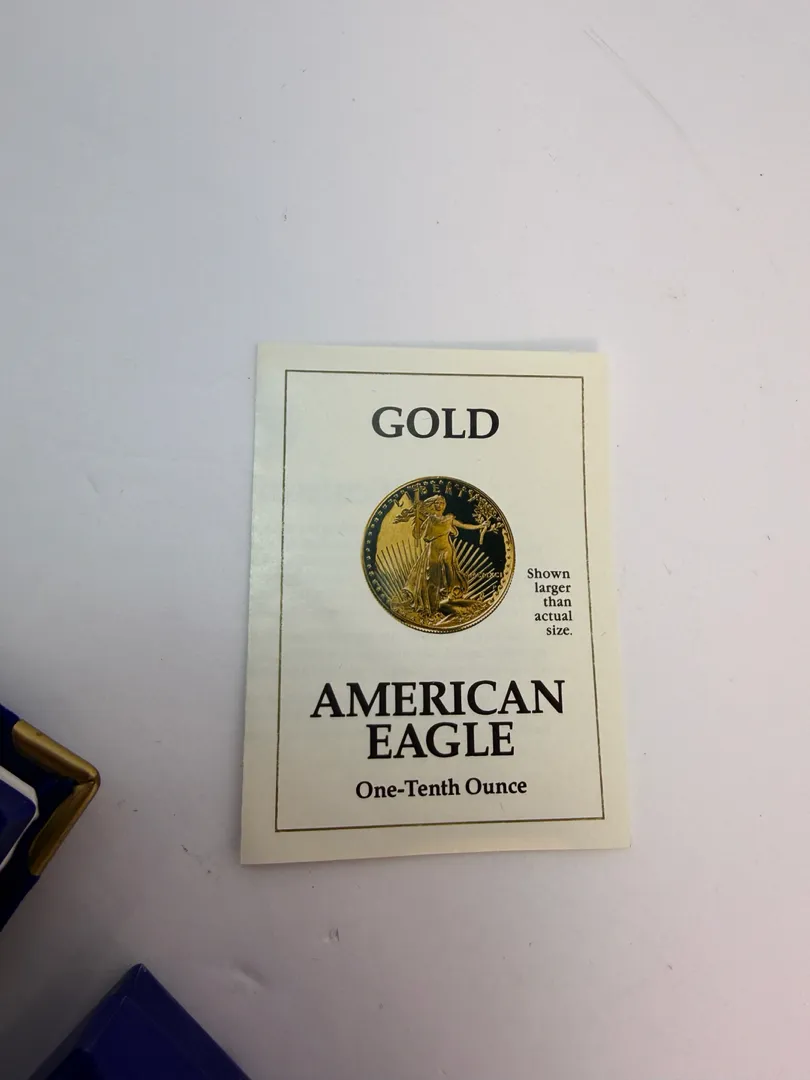 GOLD
LIBERTY
Shown
larger
than
actual
size.
AMERICAN
EAGLE
One-Tenth Ounce